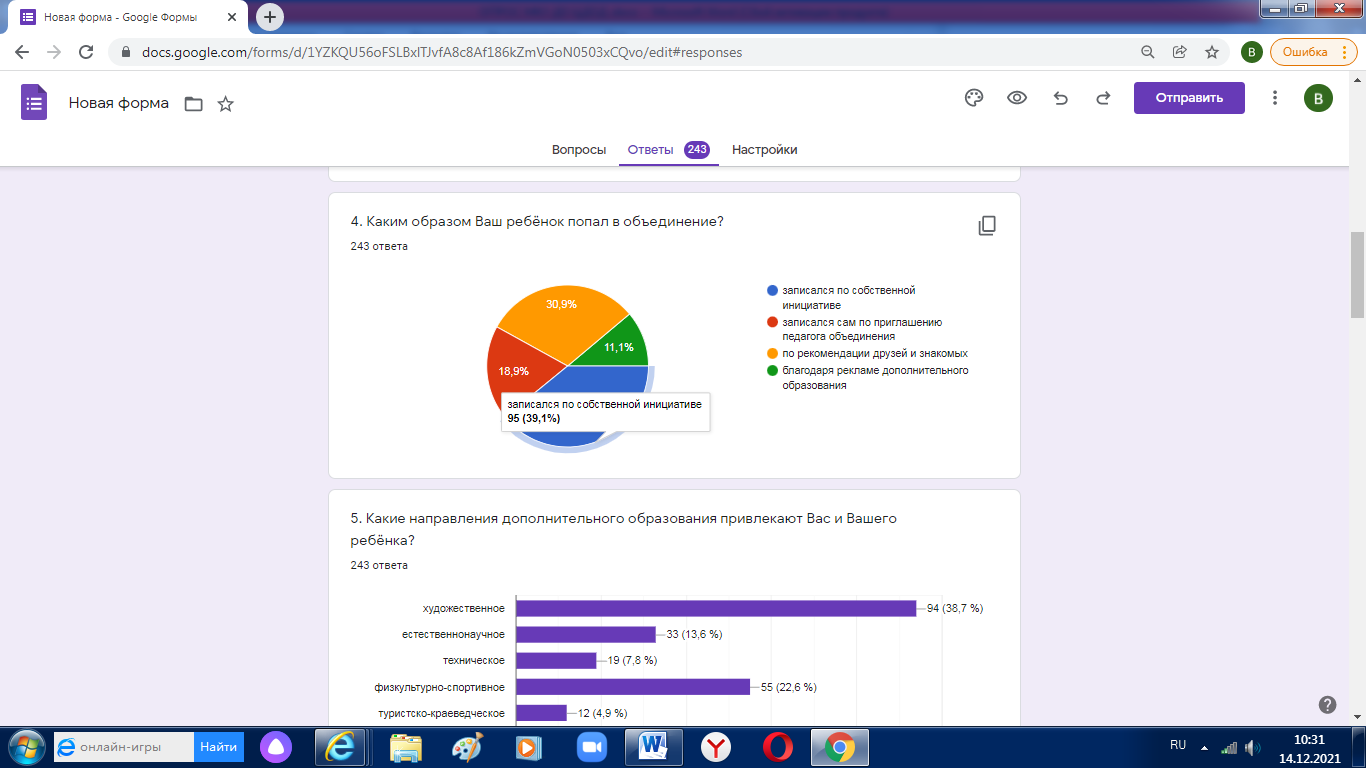 Новая форма - Google Формы
docs.google.com/forms/d/1YZKQU56oFSLBxITJvfA8c8Af186kZmVGoN0503xCQvo/edit#responses
В
Ошибка
Новая форма
Отправить
В
Вопросы
Ответы 243
Настройки
4. Каким образом Ваш ребёнок попал в объединение?
243 ответа
30,9%
11,1%
18,9%
записался по собственной инициативе
95 (39,1%)
записался по собственной
инициативе
записался сам по приглашению
педагога объединения
по рекомендации друзей и знакомых
благодаря рекламе дополнительного
образования
5. Какие направления дополнительного образования привлекают Вас и Вашего
ребёнка?
243 ответа
художественное 94 (38,7 %)
естественнонаучное 33 (13,6 %)
техническое 19 (7,8 %)
физкультурно-спортивное 55 (22,6 %)
туристско-краеведческое 12 (4,9 %)
онлайн-игры
Найти
RU
10:31
14.12.2021